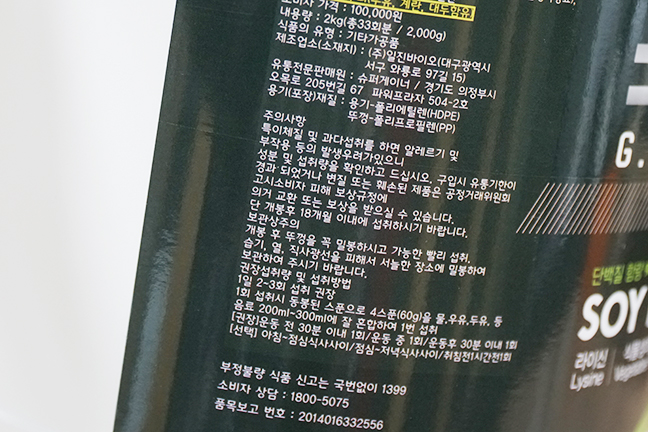 소비자 가격 : 100,000원
우유, 계란, 대두함유
내용량 : 2kg(총33회분 / 2,000g)
식품의 유형 : 기타가공품
제조업소(소재지) : (주)일진바이오(대구광역시
서구 와룡로 97길 15)
유통전문판매원 : 슈퍼게이너 / 경기도 의정부시
오목로 205번길 67 파워프라자 504-2호
용기(포장)재질 : 용기-폴리에틸렌(HDPE)
뚜껑-폴리프로필렌(PP)
주의사항
특이체질 및 과다섭취를 하면 알레르기 및
부작용 등의 발생우려가있으니
성분 및 섭취량을 확인하고 드십시오. 구입시 유통기한이
경과 되었거나 변질 또는 훼손된 제품은 공정거래위원회
고시소비자 피해 보상규정에
의거 교환 또는 보상을 받으실 수 있습니다.
단 개봉후 18개월 이내에 섭취하시기 바랍니다.
보관상주의
개봉 후 뚜껑을 꼭 밀봉하시고 가능한 빨리 섭취,
습기, 열, 직사광선을 피해서 서늘한 장소에 밀봉하여
보관하여 주시기 바랍니다.
권장섭취량 및 섭취방법
1일 2~3회 섭취 권장
1회 섭취시 동봉된 스푼으로 4스푼(60g)을 물,우유,두유, 등
음료 200ml~300ml에 잘 혼합하여 1번 섭취
[권장]운동 전 30분 이내 1회/운동 중 1회/운동후 30분 이내 1회
[선택] 아침~점심식사사이/점심~저녁식사사이/취침전1시간전1회
부정불량 식품 신고는 국번없이 1399
소비자 상담 : 1800-5075
품목보고 번호 : 2014016332556
G.
단백질 함량
SOY
라이신
Lysine